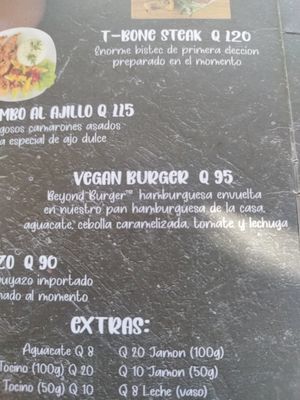 T-BONE STEAK Q 120
Enorme bistec de primera eleccion
preparado en el momento
MBO AL AJILLO Q 115
gosos camarones asados
a especial de ajo dulce
VEGAN BURGER Q 95
Beyond Burger™ hamburguesa envuelta
en nuestro pan hamburguesa de la casa,
aguacate, cebolla caramelizada, tomate y lechuga
ZO Q 90
uyazo importado
nado al momento
EXTRAS:
Aguacate Q 8
Tocino (100g) Q 20
Tocino (50g) Q 10
Q 20 Jamon (100g)
Q 10 Jamon (50g)
Q 8 Leche (vaso)